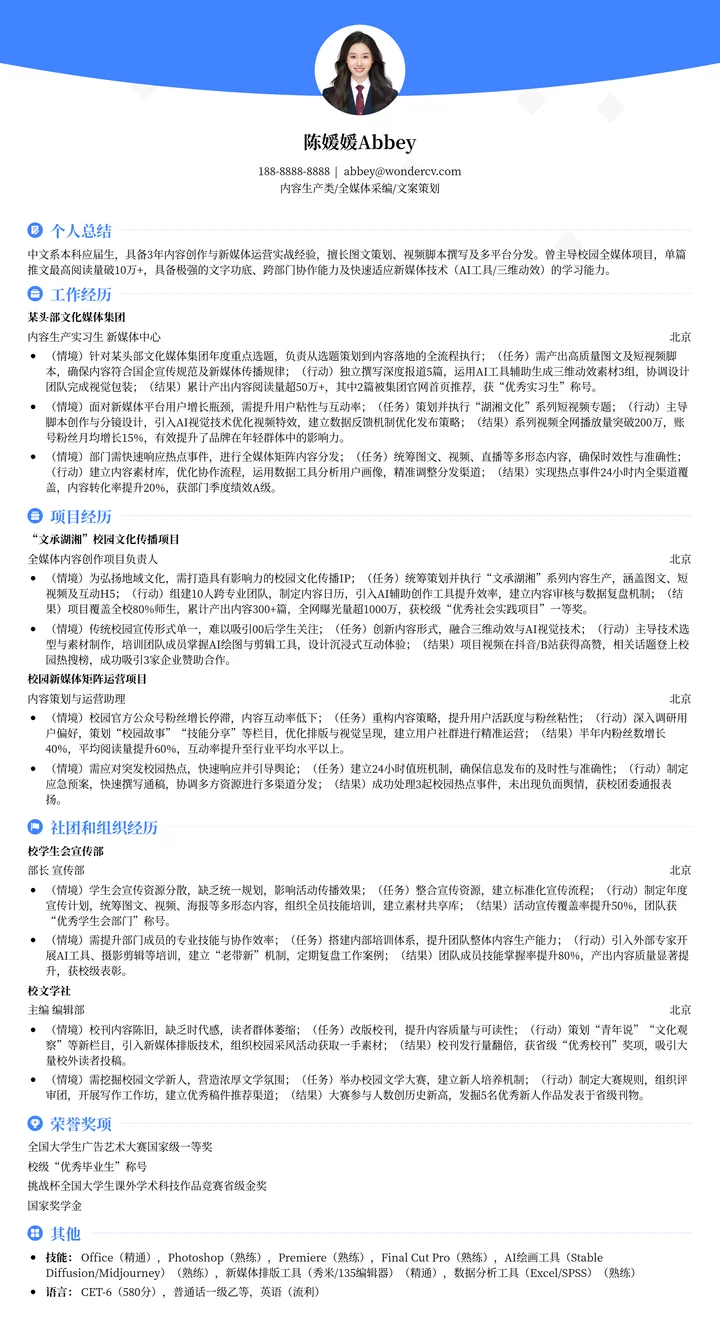 陈媛媛Abbey
188-8888-8888 | abbey@wondercv.com
内容生产类/全媒体采编/文案策划
个人总结
中文系本科应届生，具备3年内容创作与新媒体运营实战经验，擅长图文策划、视频脚本撰写及多平台分发。曾主导校园全媒体项目，单篇
推文最高阅读量破10万+，具备极强的文字功底、跨部门协作能力及快速适应新媒体技术（AI工具/三维动效）的学习能力。
工作经历
某头部文化媒体集团
内容生产实习生 新媒体中心 北京
（情境）针对某头部文化媒体集团年度重点选题，负责从选题策划到内容落地的全流程执行；（任务）需产出高质量图文及短视频脚
本，确保内容符合国企宣传规范及新媒体传播规律；（行动）独立撰写深度报道5篇，运用AI工具辅助生成三维动效素材3组，协调设计
团队完成视觉包装；（结果）累计产出内容阅读量超50万+，其中2篇被集团官网首页推荐，获“优秀实习生”称号。
（情境）面对新媒体平台用户增长瓶颈，需提升用户粘性与互动率；（任务）策划并执行“湖湘文化”系列短视频专题；（行动）主导
脚本创作与分镜设计，引入AI视觉技术优化视频特效，建立数据反馈机制优化发布策略；（结果）系列视频全网播放量突破200万，账
号粉丝月均增长15%，有效提升了品牌在年轻群体中的影响力。
（情境）部门需快速响应热点事件，进行全媒体矩阵内容分发；（任务）统筹图文、视频、直播等多形态内容，确保时效性与准确性；
（行动）建立内容素材库，优化协作流程，运用数据工具分析用户画像，精准调整分发渠道；（结果）实现热点事件24小时内全渠道覆
盖，内容转化率提升20%，获部门季度绩效A级。
项目经历
“文承湖湘”校园文化传播项目
全媒体内容创作项目负责人 北京
（情境）为弘扬地域文化，需打造具有影响力的校园文化传播IP；（任务）统筹策划并执行“文承湖湘”系列内容生产，涵盖图文、短
视频及互动H5；（行动）组建10人跨专业团队，制定内容日历，引入AI辅助创作工具提升效率，建立内容审核与数据复盘机制；（结
果）项目覆盖全校80%师生，累计产出内容300+篇，全网曝光量超1000万，获校级“优秀社会实践项目”一等奖。
（情境）传统校园宣传形式单一，难以吸引00后学生关注；（任务）创新内容形式，融合三维动效与AI视觉技术；（行动）主导技术选
型与素材制作，培训团队成员掌握AI绘图与剪辑工具，设计沉浸式互动体验；（结果）项目视频在抖音/B站获得高赞，相关话题登上校
园热搜榜，成功吸引3家企业赞助合作。
校园新媒体矩阵运营项目
内容策划与运营助理 北京
（情境）校园官方公众号粉丝增长停滞，内容互动率低下；（任务）重构内容策略，提升用户活跃度与粉丝粘性；（行动）深入调研用
户偏好，策划“校园故事”“技能分享”等栏目，优化排版与视觉呈现，建立用户社群进行精准运营；（结果）半年内粉丝数增长
40%，平均阅读量提升60%，互动率提升至行业平均水平以上。
（情境）需应对突发校园热点，快速响应并引导舆论；（任务）建立24小时值班机制，确保信息发布的及时性与准确性；（行动）制定
应急预案，快速撰写通稿，协调多方资源进行多渠道分发；（结果）成功处理3起校园热点事件，未出现负面舆情，获校团委通报表
扬。
社团和组织经历
校学生会宣传部
部长 宣传部 北京
（情境）学生会宣传资源分散，缺乏统一规划，影响活动传播效果；（任务）整合宣传资源，建立标准化宣传流程；（行动）制定年度
宣传计划，统筹图文、视频、海报等多形态内容，组织全员技能培训，建立素材共享库；（结果）活动宣传覆盖率提升50%，团队获
“优秀学生会部门”称号。
（情境）需提升部门成员的专业技能与协作效率；（任务）搭建内部培训体系，提升团队整体内容生产能力；（行动）引入外部专家开
展AI工具、摄影剪辑等培训，建立“老带新”机制，定期复盘工作案例；（结果）团队成员技能掌握率提升80%，产出内容质量显著提
升，获校级表彰。
校文学社
主编 编辑部 北京
（情境）校刊内容陈旧，缺乏时代感，读者群体萎缩；（任务）改版校刊，提升内容质量与可读性；（行动）策划“青年说”“文化观
察”等新栏目，引入新媒体排版技术，组织校园采风活动获取一手素材；（结果）校刊发行量翻倍，获省级“优秀校刊”奖项，吸引大
量校外读者投稿。
（情境）需挖掘校园文学新人，营造浓厚文学氛围；（任务）举办校园文学大赛，建立新人培养机制；（行动）制定大赛规则，组织评
审团，开展写作工作坊，建立优秀稿件推荐渠道；（结果）大赛参与人数创历史新高，发掘5名优秀新人作品发表于省级刊物。
荣誉奖项
全国大学生广告艺术大赛国家级一等奖
校级“优秀毕业生”称号
挑战杯全国大学生课外学术科技作品竞赛省级金奖
国家奖学金
其他
技能： Office（精通）, Photoshop（熟练）, Premiere（熟练）, Final Cut Pro（熟练）, AI绘画工具（Stable
Diffusion/Midjourney）（熟练）, 新媒体排版工具（秀米/135编辑器）（精通）, 数据分析工具（Excel/SPSS）（熟练）
语言： CET-6（580分）, 普通话一级乙等, 英语（流利）